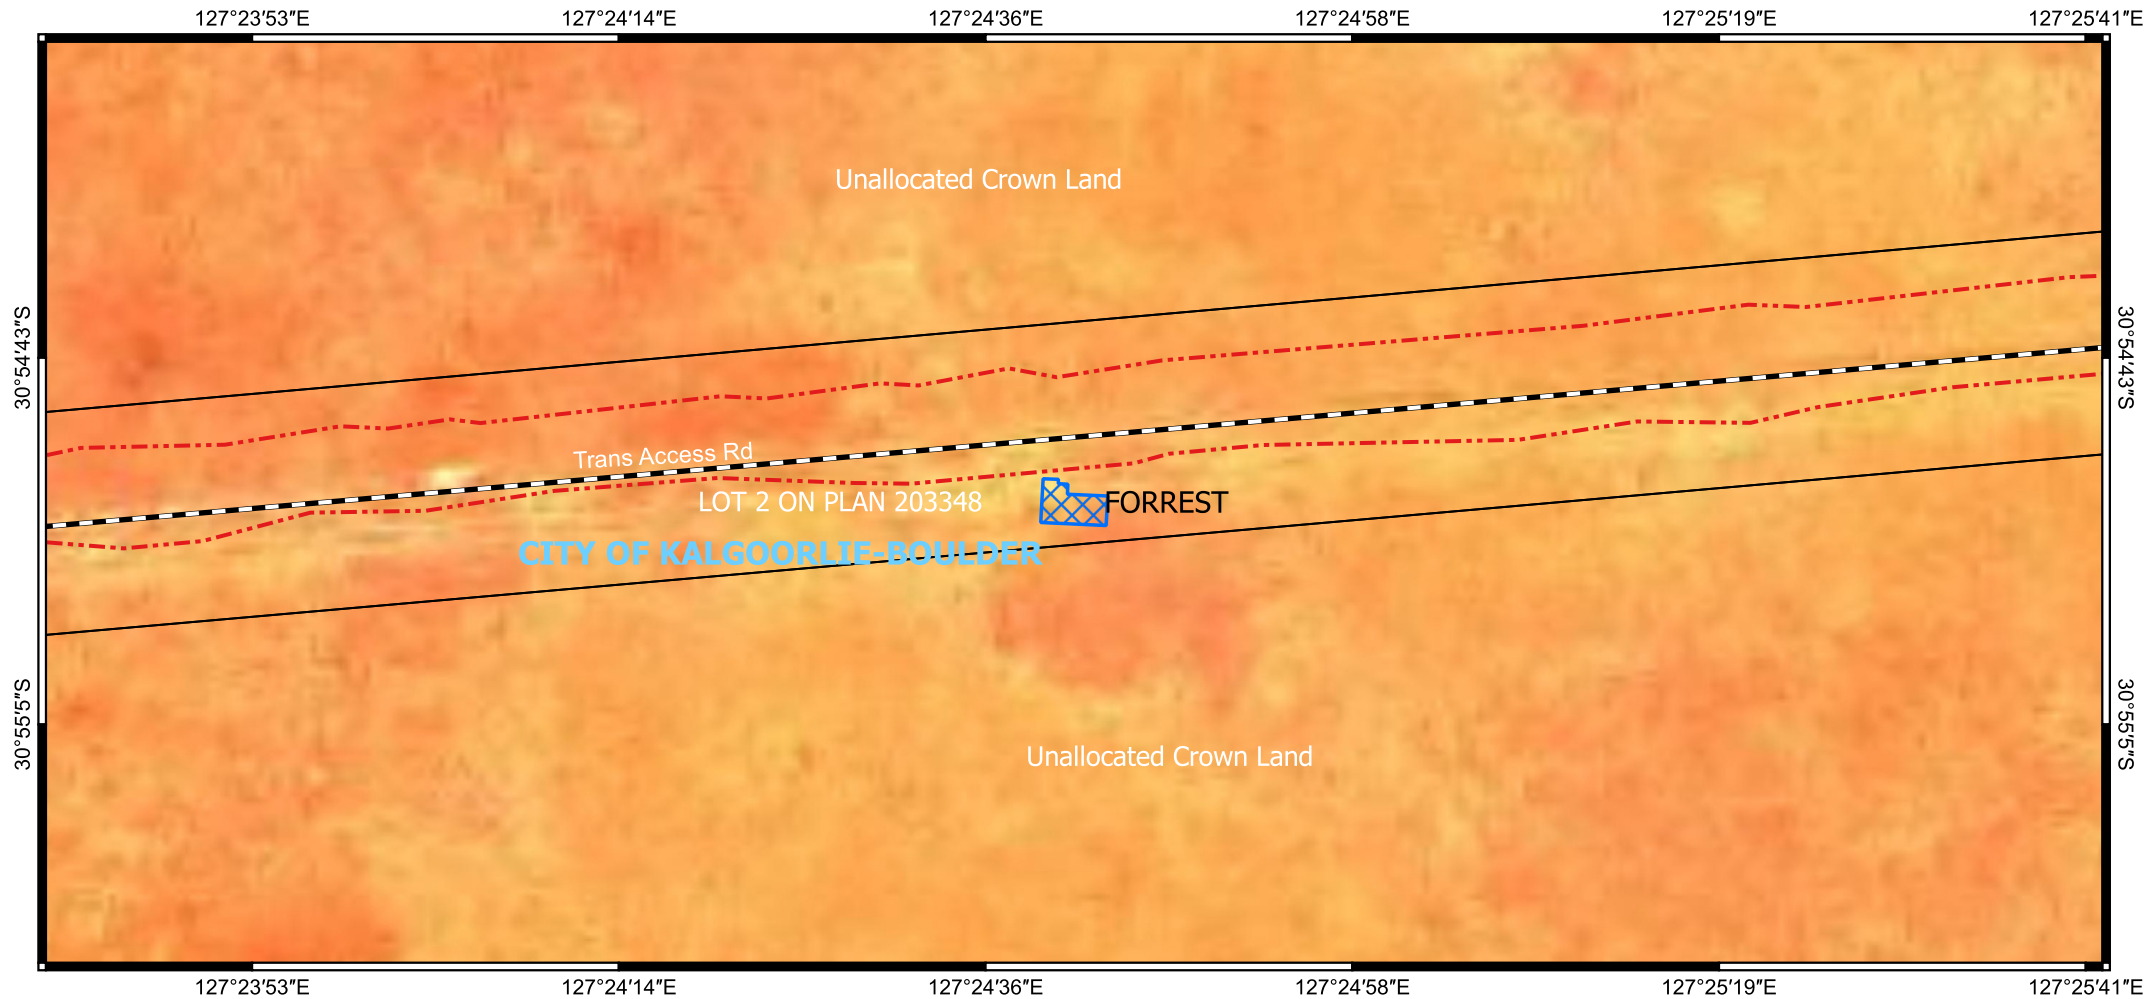 127°23'53"E 127°24'14"E 127°24'36"E 127°24'58"E 127°25'19"E 127°25'41"E
Unallocated Crown Land
30°54'43"S
30°54'43"S
Trans Access Rd
LOT 2 ON PLAN 203348
FORREST
CITY OF KALGOORLIE-BOULDER
30°55'5"S
30°55'5"S
Unallocated Crown Land
127°23'53"E 127°24'14"E 127°24'36"E 127°24'58"E 127°25'19"E 127°25'41"E